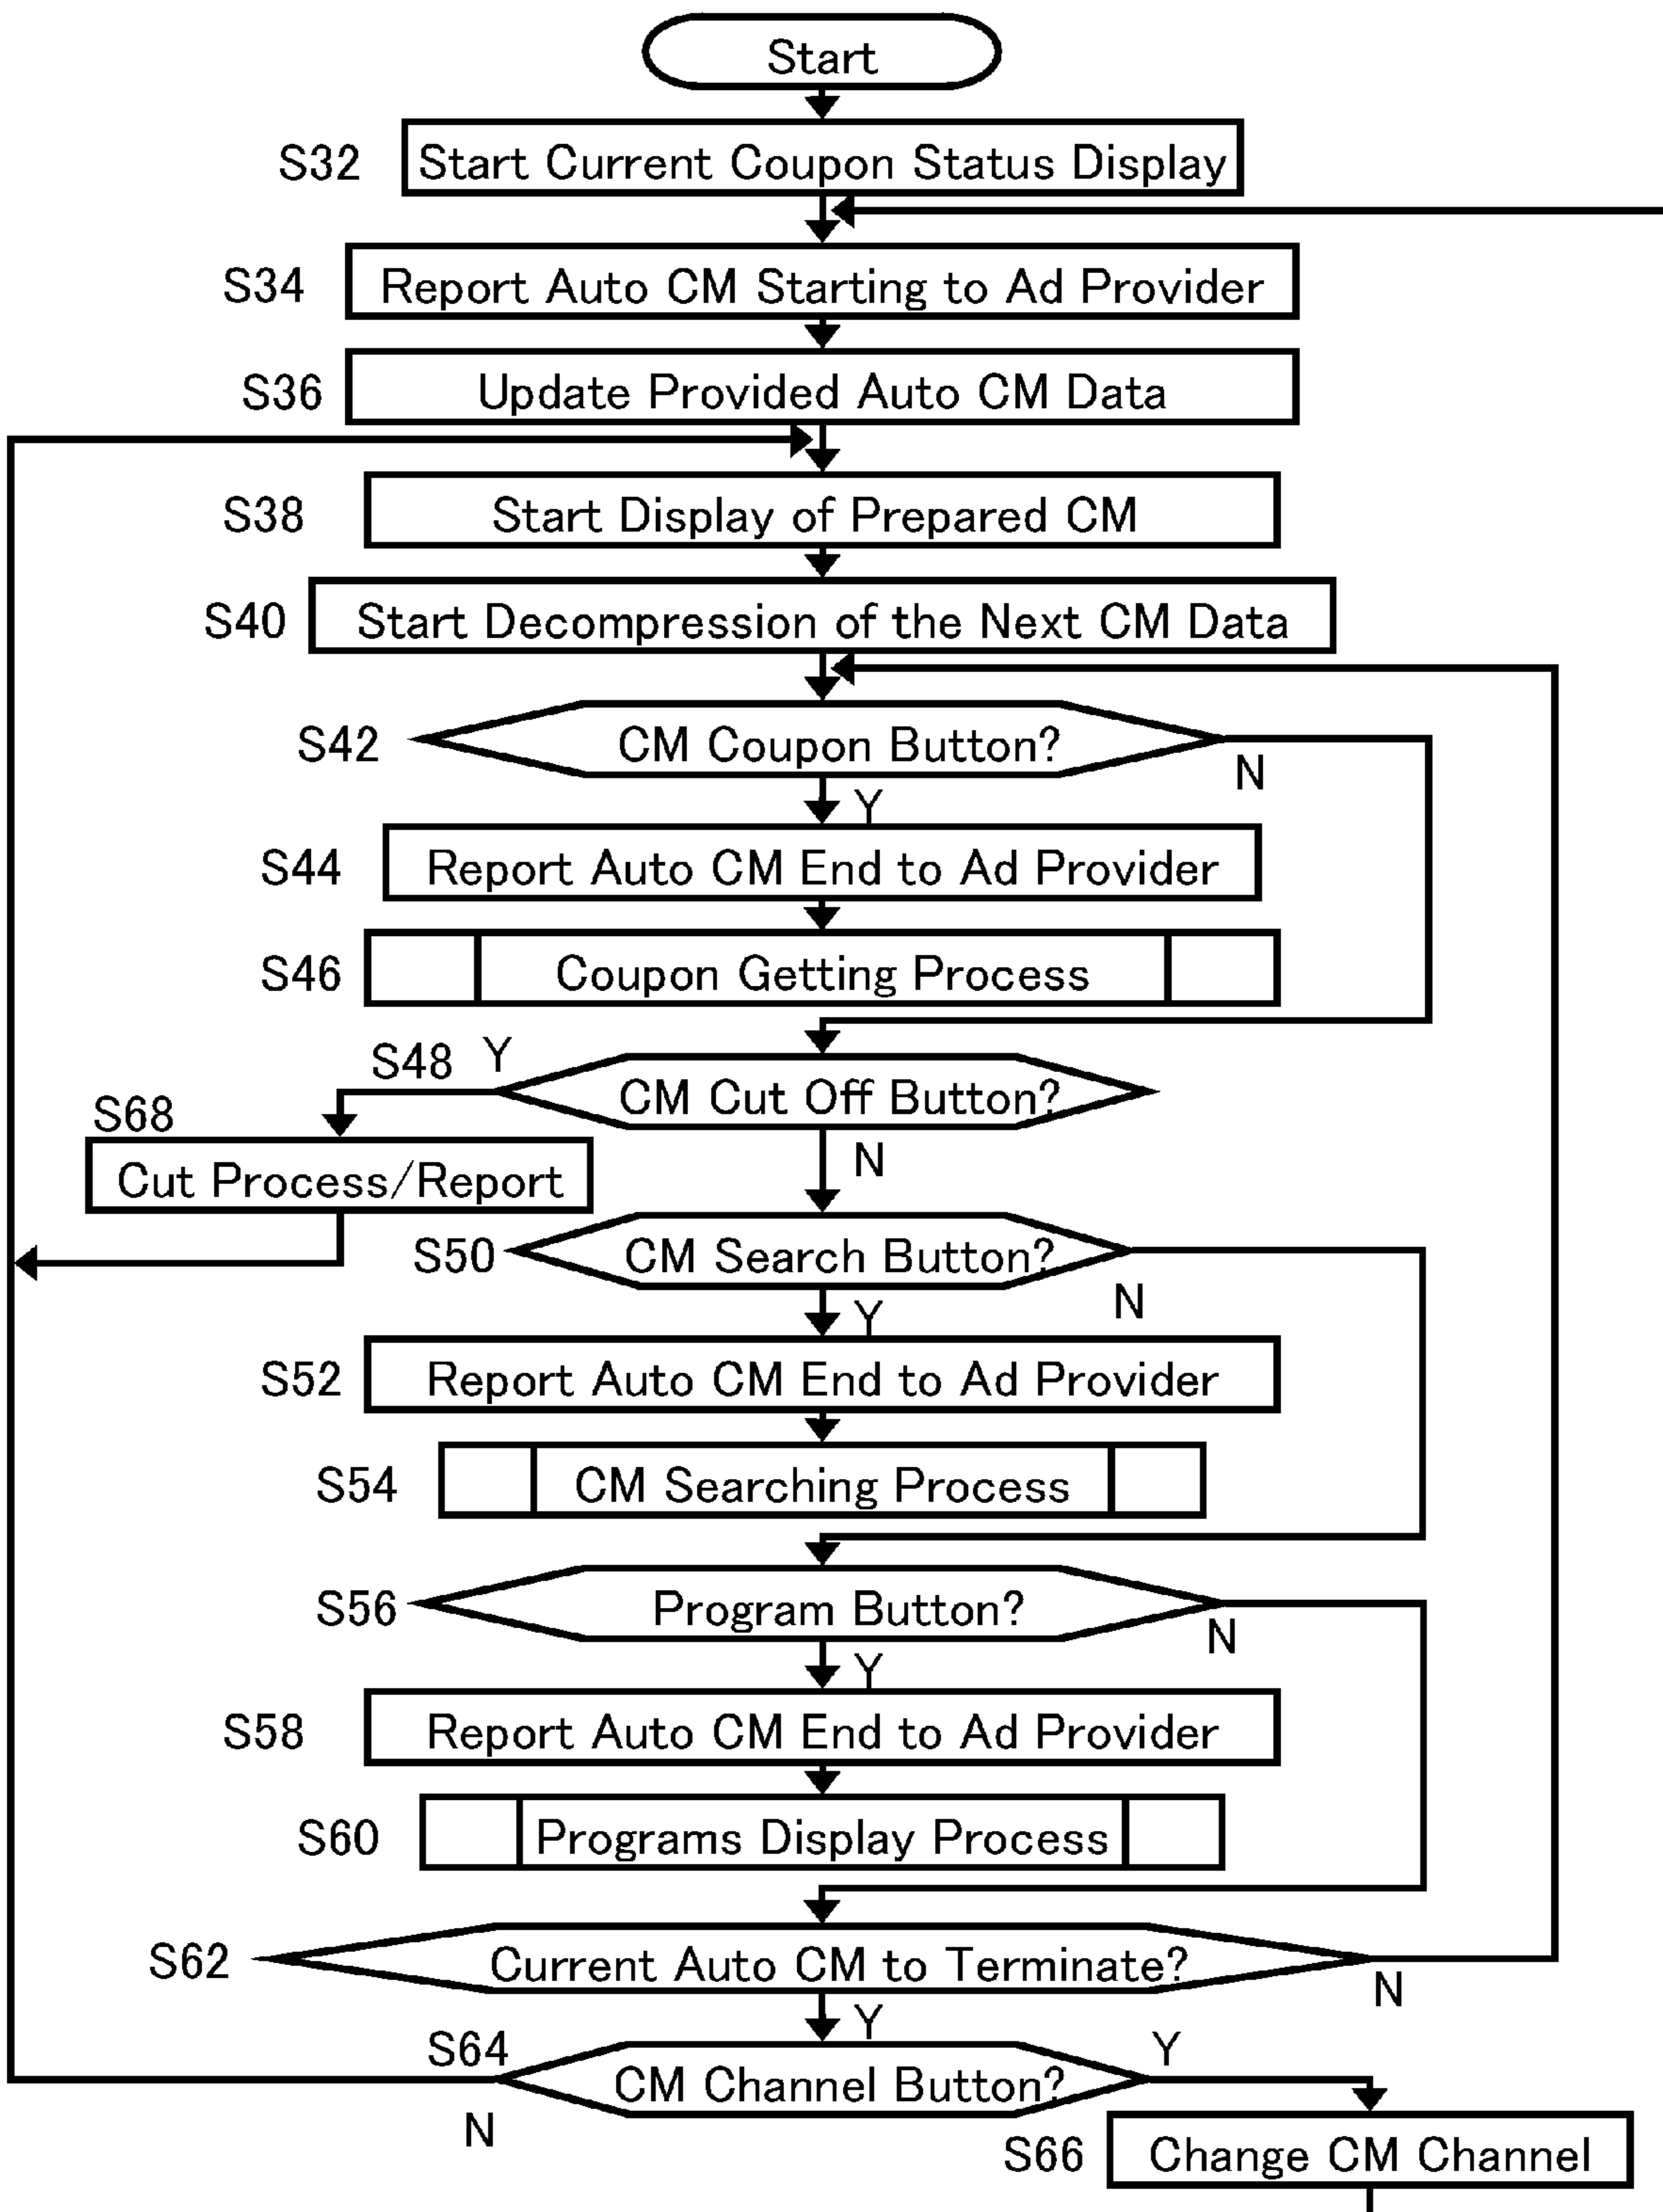 Start
S32 Start Current Coupon Status Display
S34 Report Auto CM Starting to Ad Provider
S36 Update Provided Auto CM Data
S38 Start Display of Prepared CM
S40 Start Decompression of the Next CM Data
S42 CM Coupon Button?
N
Y
S44 Report Auto CM End to Ad Provider
S46 Coupon Getting Process
S48 Y
CM Cut Off Button?
S68
N
Cut Process/Report
S50 CM Search Button?
N
Y
S52 Report Auto CM End to Ad Provider
S54 CM Searching Process
S56 Program Button?
N
Y
S58 Report Auto CM End to Ad Provider
S60 Programs Display Process
S62 Current Auto CM to Terminate?
N
Y
S64 Y
CM Channel Button?
N
S66 Change CM Channel